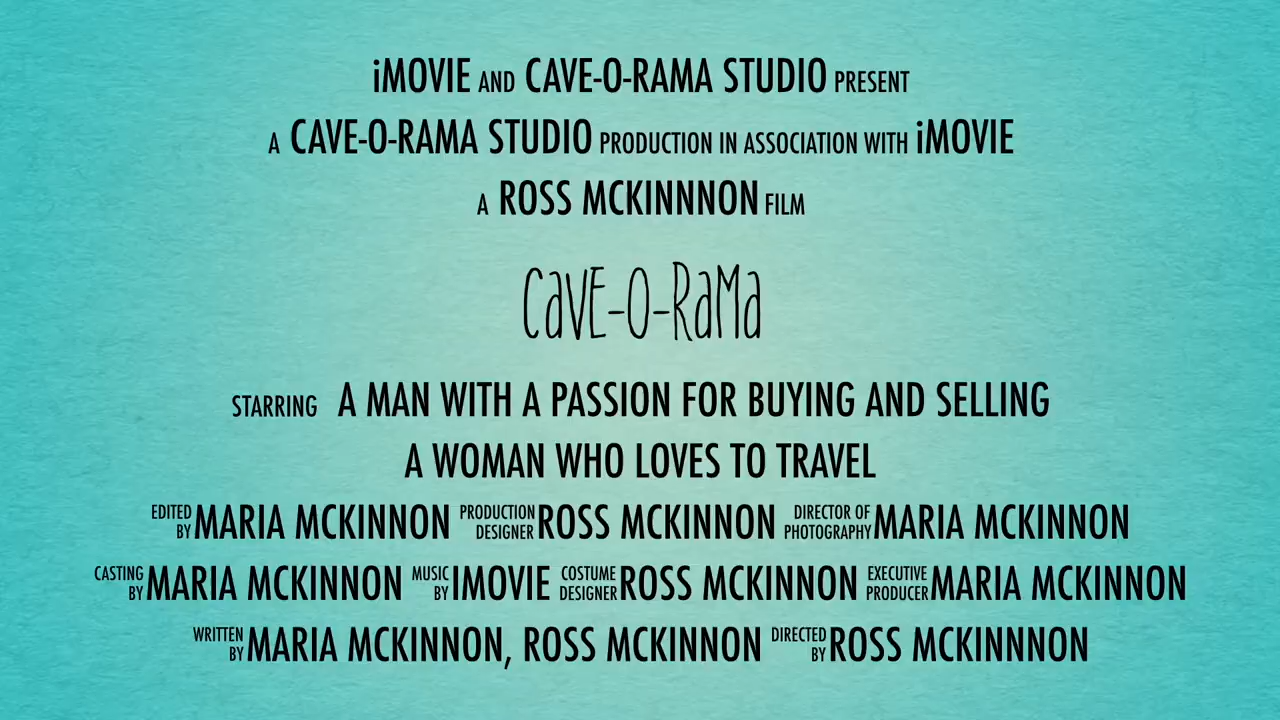 iMOVIE AND CAVE-O-RAMA STUDIO PRESENT
A CAVE-O-RAMA STUDIO PRODUCTION IN ASSOCIATION WITH iMOVIE
A ROSS MCKINNNON FILM
CaVE-O-RaMa
STARRING A MAN WITH A PASSION FOR BUYING AND SELLING
A WOMAN WHO LOVES TO TRAVEL
EDITED BY MARIA MCKINNON PRODUCTION DESIGNER ROSS MCKINNON DIRECTOR OF PHOTOGRAPHY MARIA MCKINNON
CASTING BY MARIA MCKINNON MUSIC BY IMOVIE COSTUME DESIGNER ROSS MCKINNON EXECUTIVE PRODUCER MARIA MCKINNON
WRITTEN BY MARIA MCKINNON, ROSS MCKINNON DIRECTED BY ROSS MCKINNNON